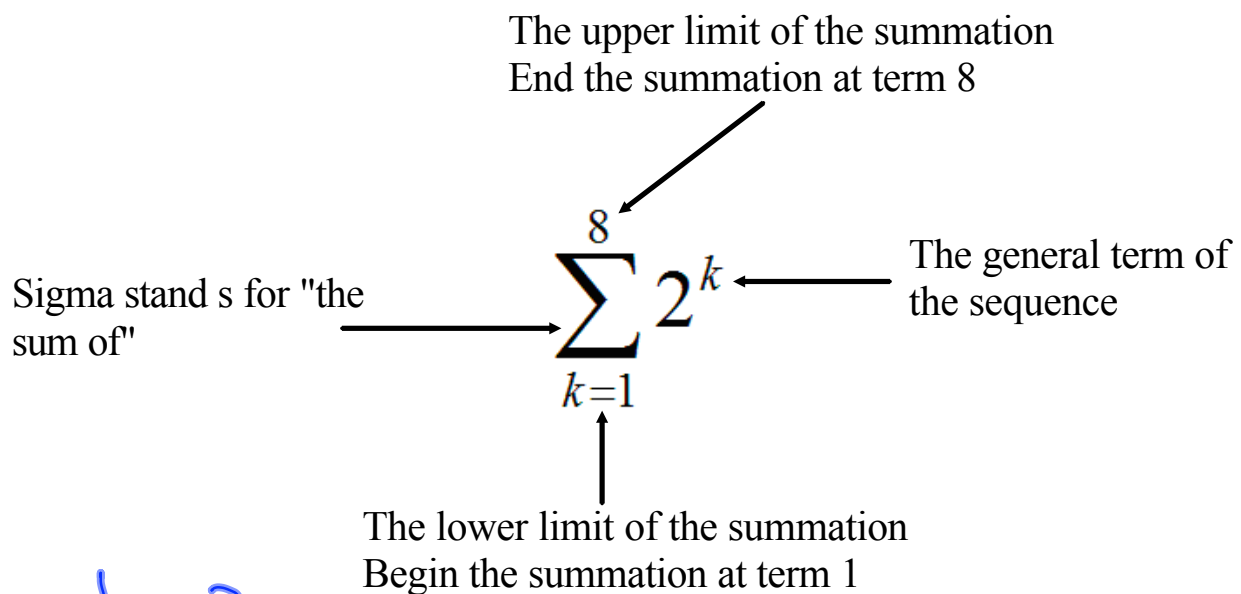 The upper limit of the summation
End the summation at term 8
8
∑ 2^k
k=1
The general term of
the sequence
Sigma stand s for "the
sum of"
The lower limit of the summation
Begin the summation at term 1